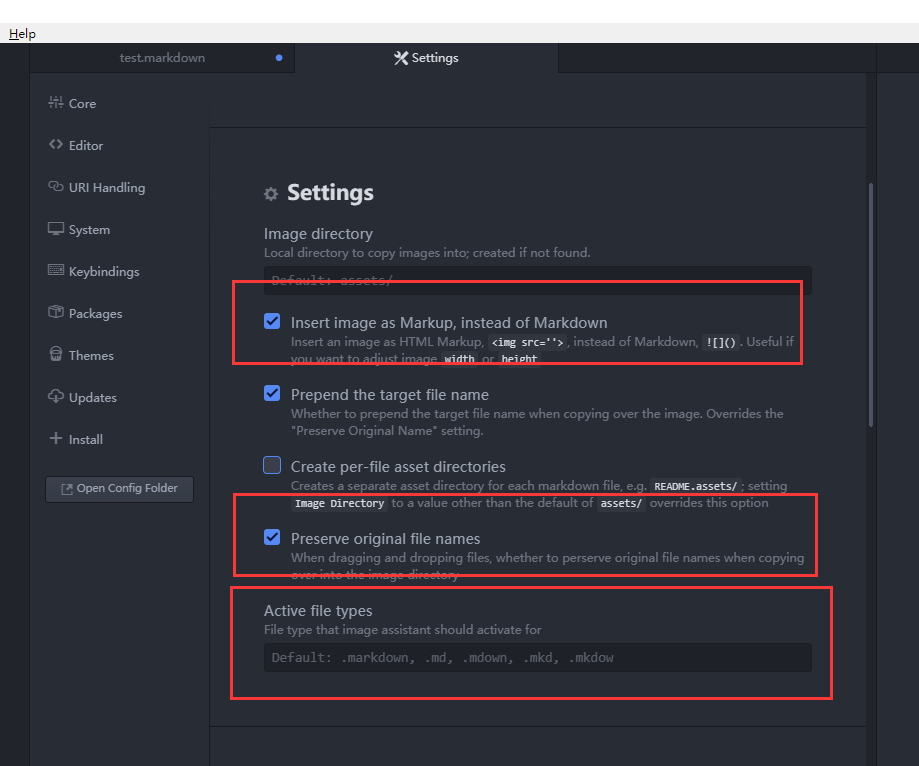 Help
test.markdown
Settings
Core
Editor
URI Handling
System
Keybindings
Packages
Themes
Updates
Install
Open Config Folder
Settings
Image directory
Local directory to copy images into; created if not found.
Default: assets/
Insert image as Markup, instead of Markdown
Insert an image as HTML Markup, <img src=''>, instead of Markdown, ![](). Useful if
you want to adjust image width or height
Prepend the target file name
Whether to prepend the target file name when copying over the image. Overrides the
"Preserve Original Name" setting.
Create per-file asset directories
Creates a separate asset directory for each markdown file, e.g. README.assets/; setting
Image Directory to a value other than the default of assets/ overrides this option
Preserve original file names
When dragging and dropping files, whether to perserve original file names when copying
over into the image directory
Active file types
File type that image assistant should activate for
Default: .markdown, .md, .mdown, .mkd, .mkdow